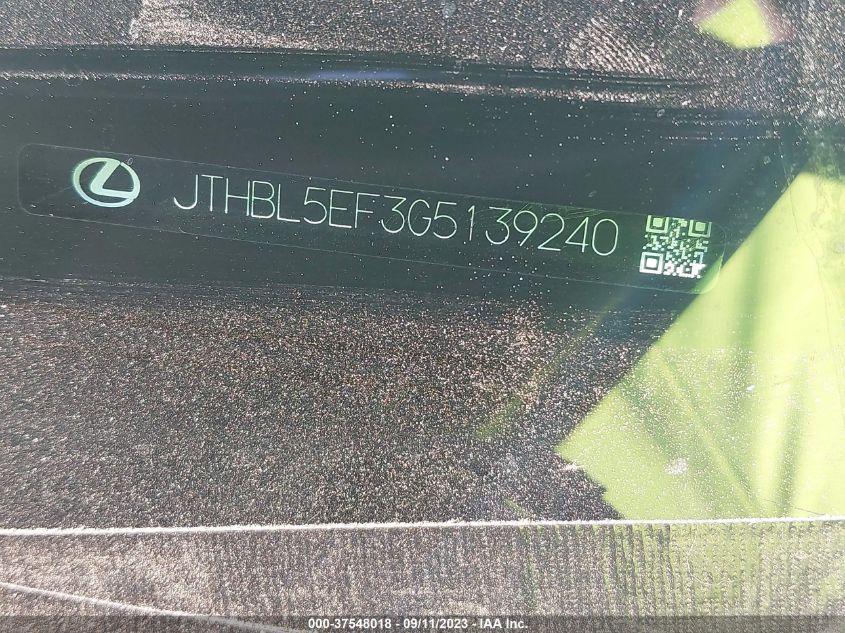 JTHBL5EF3G5139240
000-37548018 - 09/11/2023 - IAA Inc.